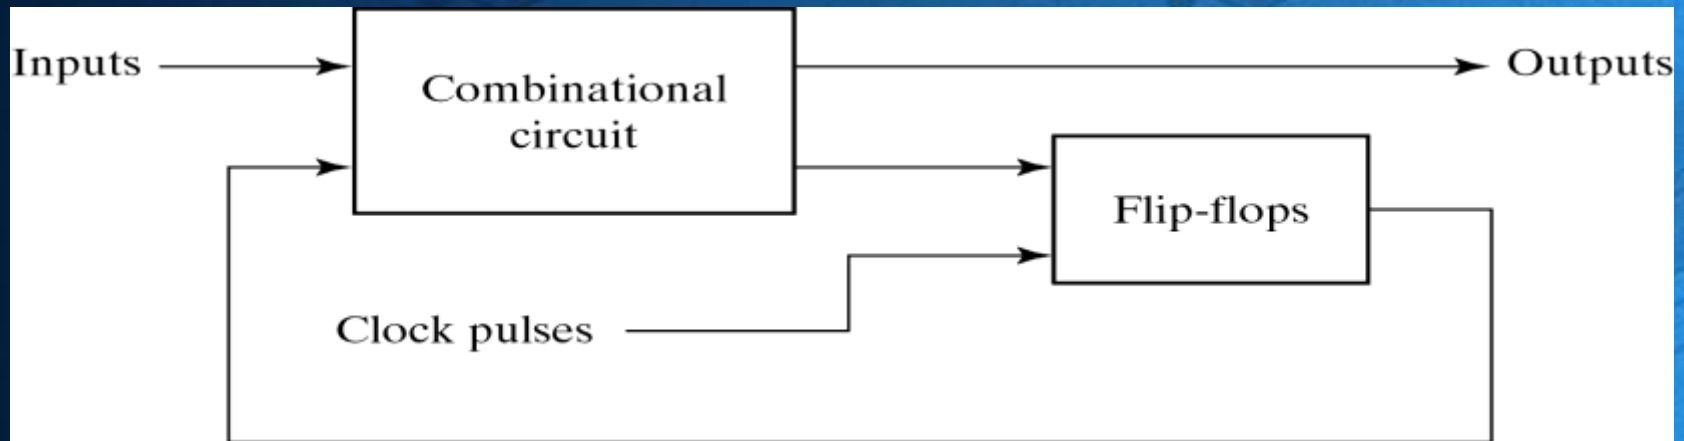 Inputs
Combinational
circuit
Outputs
Flip-flops
Clock pulses